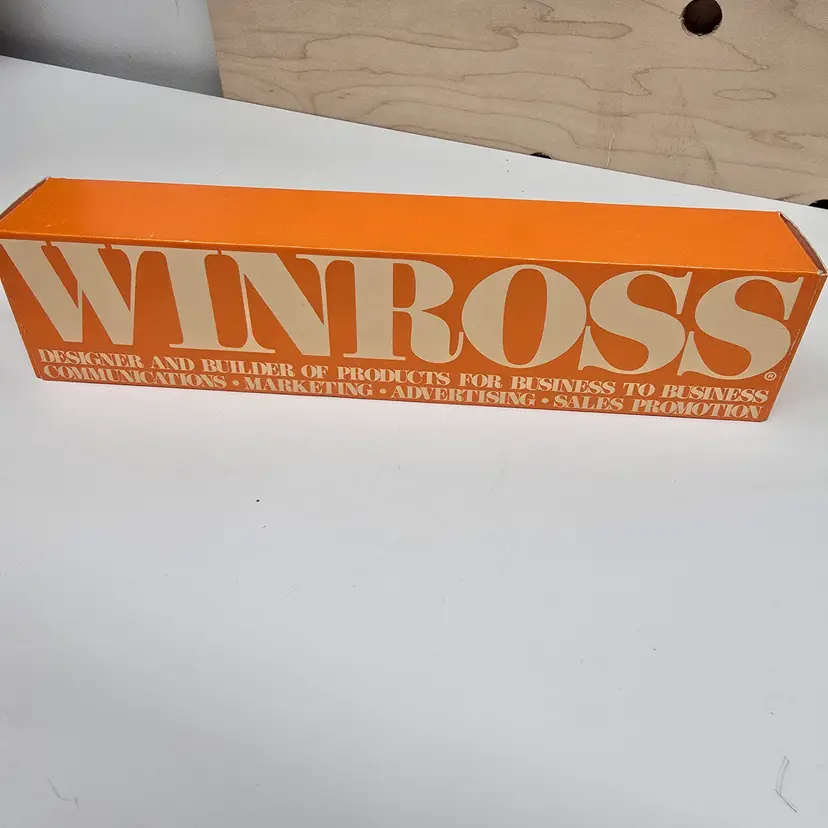 WINROSS®
DESIGNER AND BUILDER OF PRODUCTS FOR BUSINESS TO BUSINESS
COMMUNICATIONS • MARKETING • ADVERTISING • SALES PROMOTION